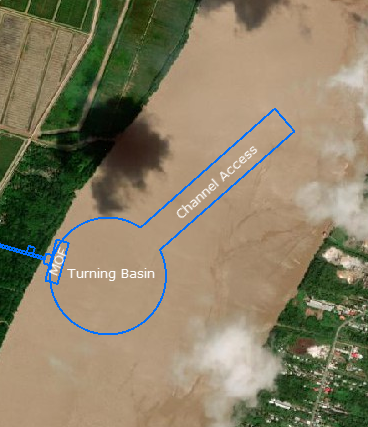 Channel Access
MOF
Turning Basin